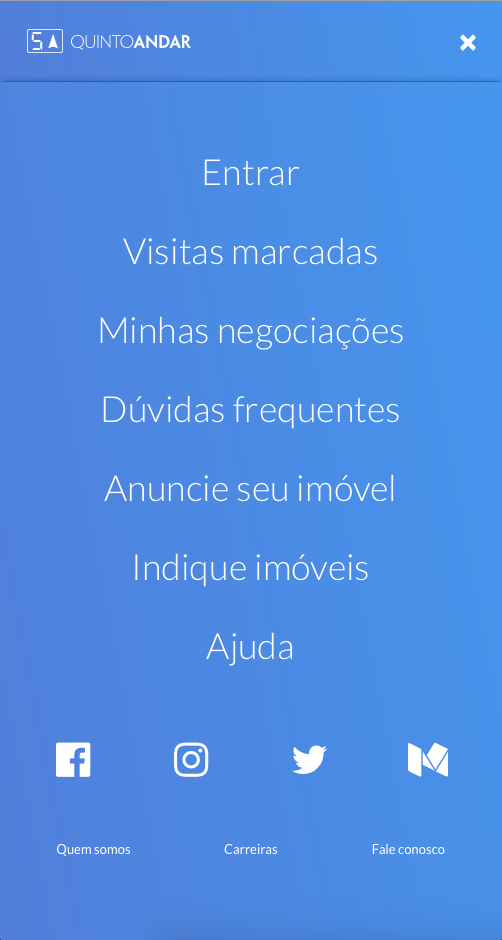 5A QUINTOANDAR
Entrar
Visitas marcadas
Minhas negociações
Dúvidas frequentes
Anuncie seu imóvel
Indique imóveis
Ajuda
Quem somos Carreiras Fale conosco